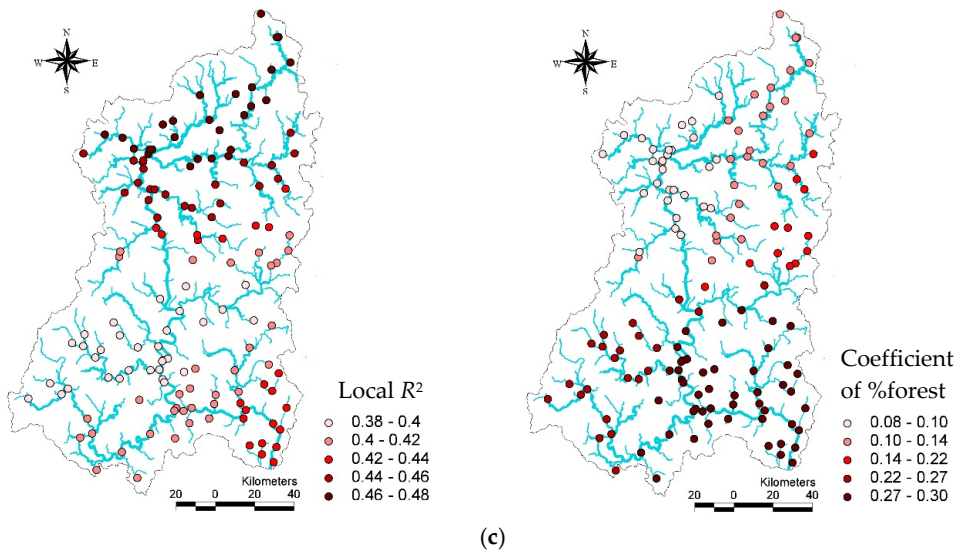 N
W E
S
Local R²
0.38 - 0.4
0.4 - 0.42
0.42 - 0.44
0.44 - 0.46
0.46 - 0.48
Kilometers
20 0 20 40
N
W E
S
Coefficient
of %forest
0.08 - 0.10
0.10 - 0.14
0.14 - 0.22
0.22 - 0.27
0.27 - 0.30
Kilometers
20 0 20 40
(c)